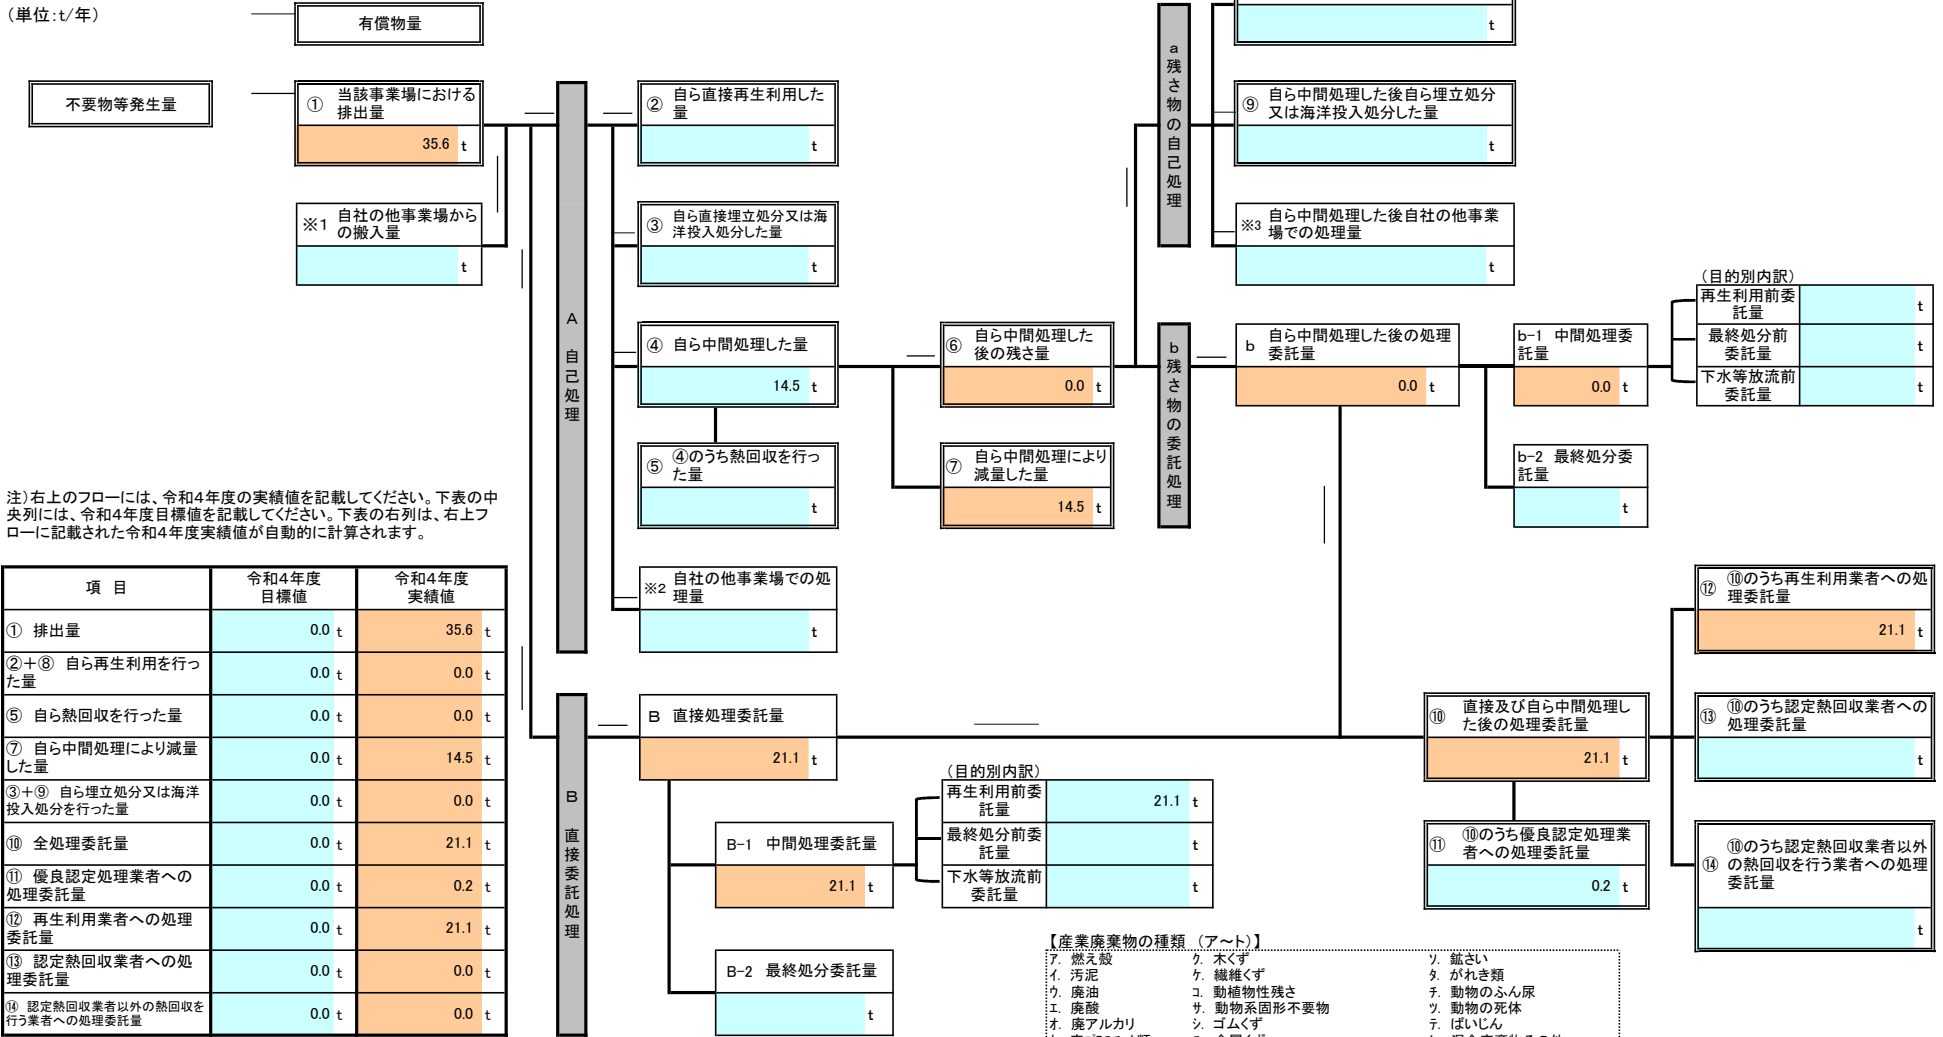 （単位：t/年）
有償物量
t
不要物等発生量
① 当該事業場における
排出量
35.6 t
※1 自社の他事業場から
の搬入量
t
A 自己処理
② 自ら直接再生利用した
量
t
③ 自ら直接埋立処分又は海
洋投入処分した量
t
④ 自ら中間処理した量
14.5 t
⑤ ④のうち熱回収を行っ
た量
t
※2 自社の他事業場での処
理量
t
⑥ 自ら中間処理した
後の残さ量
0.0 t
⑦ 自ら中間処理により
減量した量
14.5 t
a 残さ物の自己処理
⑨ 自ら中間処理した後自ら埋立処分
又は海洋投入処分した量
t
※3 自ら中間処理した後自社の他事業
場での処理量
t
b 残さ物の委託処理
b 自ら中間処理した後の処理
委託量
0.0 t
b-1 中間処理委
託量
0.0 t
（目的別内訳）
再生利用前委
託量
t
最終処分前
委託量
t
下水等放流前
委託量
t
b-2 最終処分委
託量
t
注）右上のフローには、令和４年度の実績値を記載してください。下表の中
央列には、令和４年度目標値を記載してください。下表の右列は、右上フ
ローに記載された令和４年度実績値が自動的に計算されます。
項 目 令和４年度
目標値 令和４年度
実績値
① 排出量 0.0 t 35.6 t
②＋⑧ 自ら再生利用を行っ
た量 0.0 t 0.0 t
⑤ 自ら熱回収を行った量 0.0 t 0.0 t
⑦ 自ら中間処理により減量
した量 0.0 t 14.5 t
③＋⑨ 自ら埋立処分又は海洋
投入処分を行った量 0.0 t 0.0 t
⑩ 全処理委託量 0.0 t 21.1 t
⑪ 優良認定処理業者への
処理委託量 0.0 t 0.2 t
⑫ 再生利用業者への処理
委託量 0.0 t 21.1 t
⑬ 認定熱回収業者への処
理委託量 0.0 t 0.0 t
⑭ 認定熱回収業者以外の熱回収を
行う業者への処理委託量 0.0 t 0.0 t
B 直接委託処理
B 直接処理委託量
21.1 t
B-1 中間処理委託量
21.1 t
（目的別内訳）
再生利用前委
託量
21.1 t
最終処分前委
託量
t
下水等放流前
委託量
t
B-2 最終処分委託量
t
⑩ 直接及び自ら中間処理し
た後の処理委託量
21.1 t
⑪ ⑩のうち優良認定処理業
者への処理委託量
0.2 t
⑫ ⑩のうち再生利用業者への処
理委託量
21.1 t
⑬ ⑩のうち認定熱回収業者への
処理委託量
t
⑭ ⑩のうち認定熱回収業者以外
の熱回収を行う業者への処理
委託量
t
【産業廃棄物の種類 （ア～ト）】
ア. 燃え殻 ク. 木くず ソ. 鉱さい
イ. 汚泥 ケ. 繊維くず タ. がれき類
ウ. 廃油 コ. 動植物性残さ チ. 動物のふん尿
エ. 廃酸 サ. 動物系固形不要物 ツ. 動物の死体
オ. 廃アルカリ シ. ゴムくず テ. ばいじん